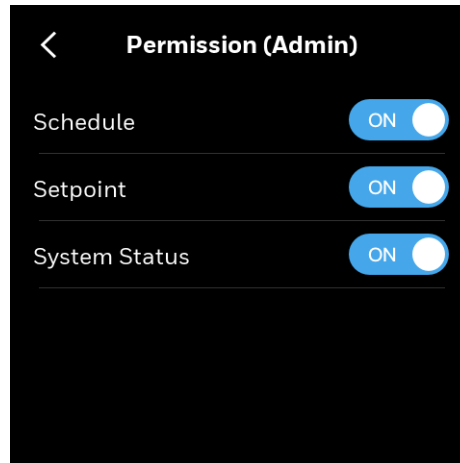 Permission (Admin)
Schedule ON
Setpoint ON
System Status ON